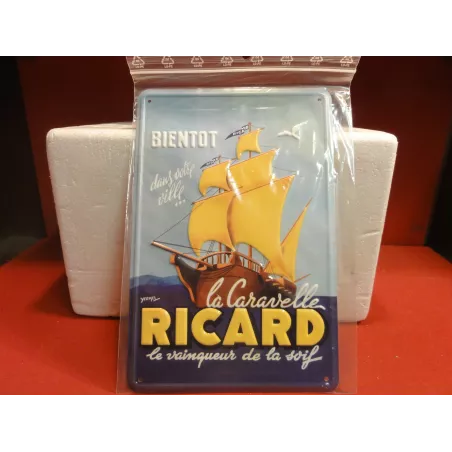 BIENTOT
dans votre
ville...
la Caravelle
RICARD
le vainqueur de la soif